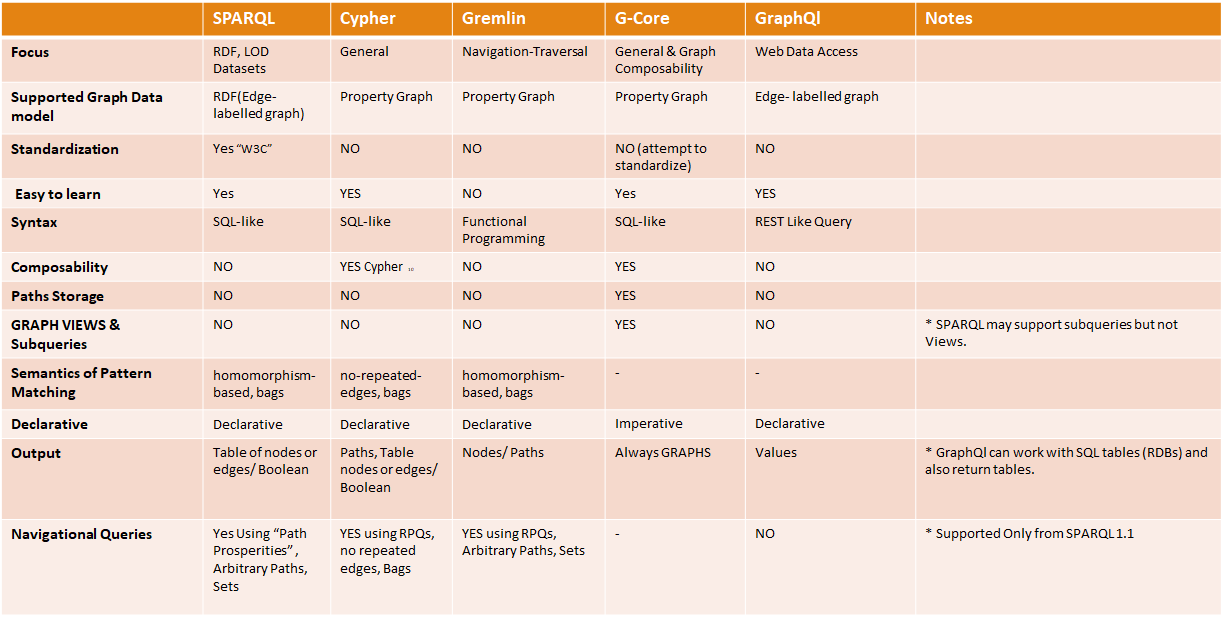 SPARQL Cypher Gremlin G-Core GraphQl Notes
Focus RDF, LOD General Navigation-Traversal General & Graph Web Data Access
Datasets Composability
Supported Graph Data RDF(Edge- Property Graph Property Graph Property Graph Edge- labelled graph
model labelled graph)
Standardization Yes “W3C” NO NO NO (attempt to NO
standardize)
Easy to learn Yes YES NO Yes YES
Syntax SQL-like SQL-like Functional SQL-like REST Like Query
Programming
Composability NO YES Cypher NO YES NO
Paths Storage NO NO NO YES NO
GRAPH VIEWS & NO NO NO YES NO * SPARQL may support subqueries but not
Subqueries Views.
Semantics of Pattern homomorphism- no-repeated- homomorphism- - -
Matching based, bags edges, bags based, bags
Declarative Declarative Declarative Declarative Imperative Declarative
Output Table of nodes or Paths, Table Nodes/ Paths Always GRAPHS Values * GraphQl can work with SQL tables (RDBs) and
edges/ Boolean nodes or edges/ also return tables.
Boolean
Navigational Queries Yes Using “Path YES using RPQs, YES using RPQs, - NO * Supported Only from SPARQL 1.1
Prosperities” , no repeated Arbitrary Paths, Sets
Arbitrary Paths, edges, Bags
Sets